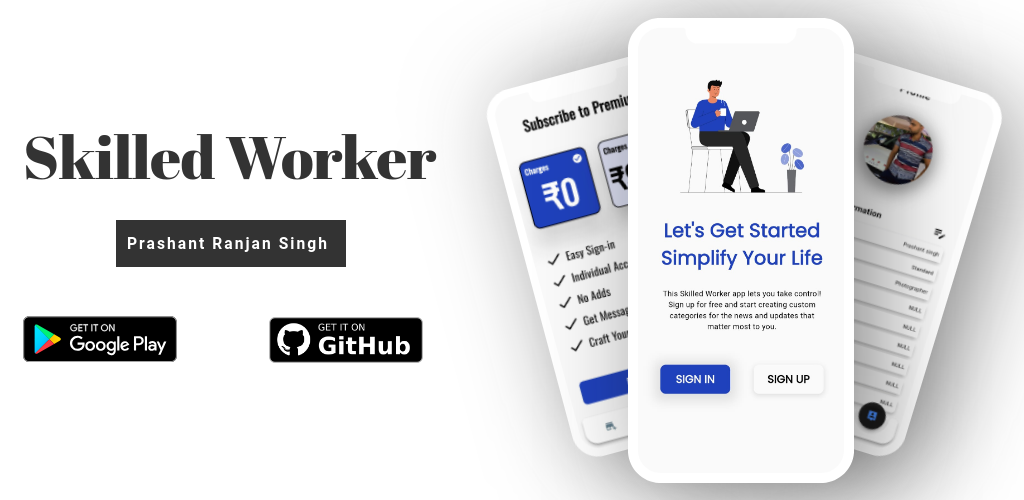 Skilled Worker
Prashant Ranjan Singh
GET IT ON
Google Play
GET IT ON
GitHub
Subscribe to Premiu
Charges
₹0
Charges
Easy Sign-in
Individual Acc
No Adds
Get Messag
Craft Your
Let's Get Started
Simplify Your Life
This Skilled Worker app lets you take control!
Sign up for free and start creating custom
categories for the news and updates that
matter most to you.
SIGN IN
SIGN UP
Profile
mation
Prashant singh
Standard
Photographer
NULL
NULL
NULL
NULL
NULL
NULL